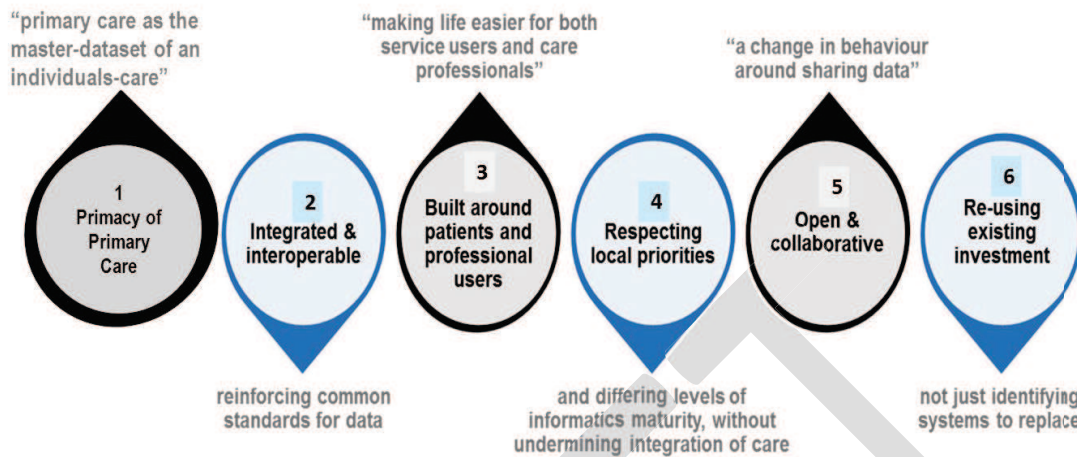 “primary care as the
master-dataset of an
individuals-care”
“making life easier for both
service users and care
professionals”
“a change in behaviour
around sharing data”
1
Primacy of
Primary
Care
2
Integrated &
interoperable
3
Built around
patients and
professional
users
4
Respecting
local priorities
5
Open &
collaborative
6
Re-using
existing
investment
reinforcing common
standards for data
and differing levels of
informatics maturity, without
undermining integration of care
not just identifying
systems to replace